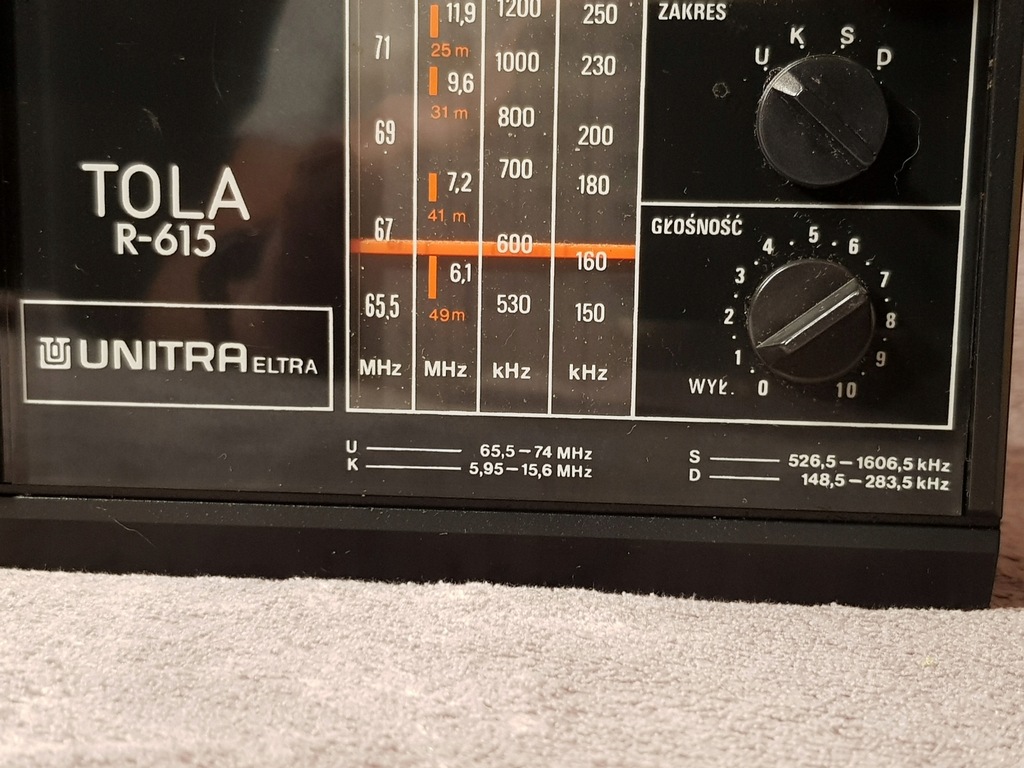 TOLA
R-615
UNITRA ELTRA
71
69
67
65,5
MHz
11,9
25 m
9,6
31 m
7,2
41 m
6,1
49 m
MHz
1200
1000
800
700
600
530
kHz
250
230
200
180
160
150
kHz
ZAKRES
U K S D
GŁOŚNOŚĆ
WYŁ. 0 1 2 3 4 5 6 7 8 9 10
U 65,5–74 MHz
K 5,95–15,6 MHz
S 526,5–1606,5 kHz
D 148,5–283,5 kHz